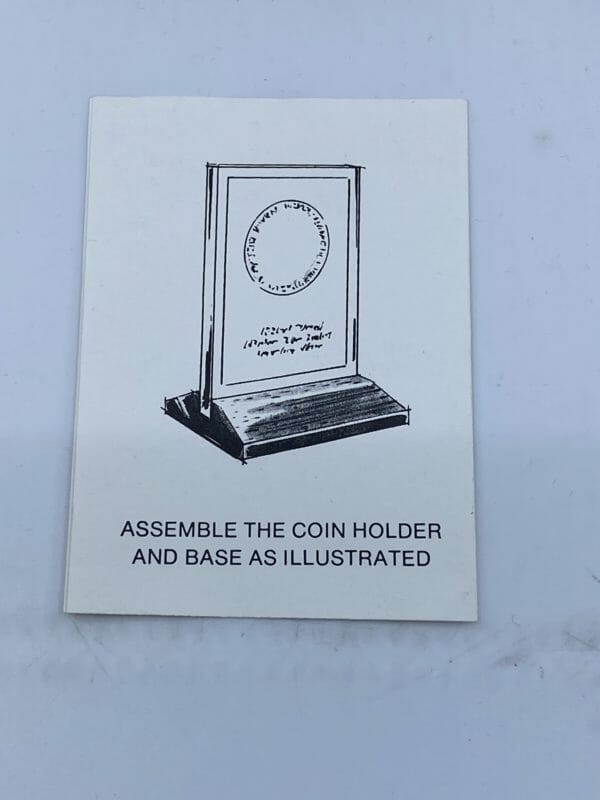 ASSEMBLE THE COIN HOLDER
AND BASE AS ILLUSTRATED